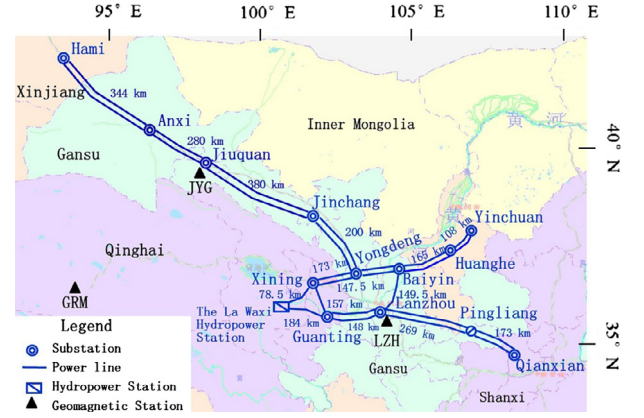 95° E
100° E
105° E
110° E
Hami
Xinjiang
344 km
Anxi
Inner Mongolia
黄 河
40° N
280 km
Jiuquan
Gansu
JYG
380 km
Jinchang
黄
200 km
Yinchuan
108 km
Qinghai
Yongdeng
165 km
173 km
Huanghe
Xining
147.5 km
Baiyin
GRM
78.5 km
149.5 km
The La Waxi
Hydropower
Station
157 km
Lanzhou
Pingliang
35° N
184 km
148 km
269 km
173 km
Guanting
LZH
Qianxian
Gansu
Shanxi
Legend
Substation
Power line
Hydropower Station
Geomagnetic Station